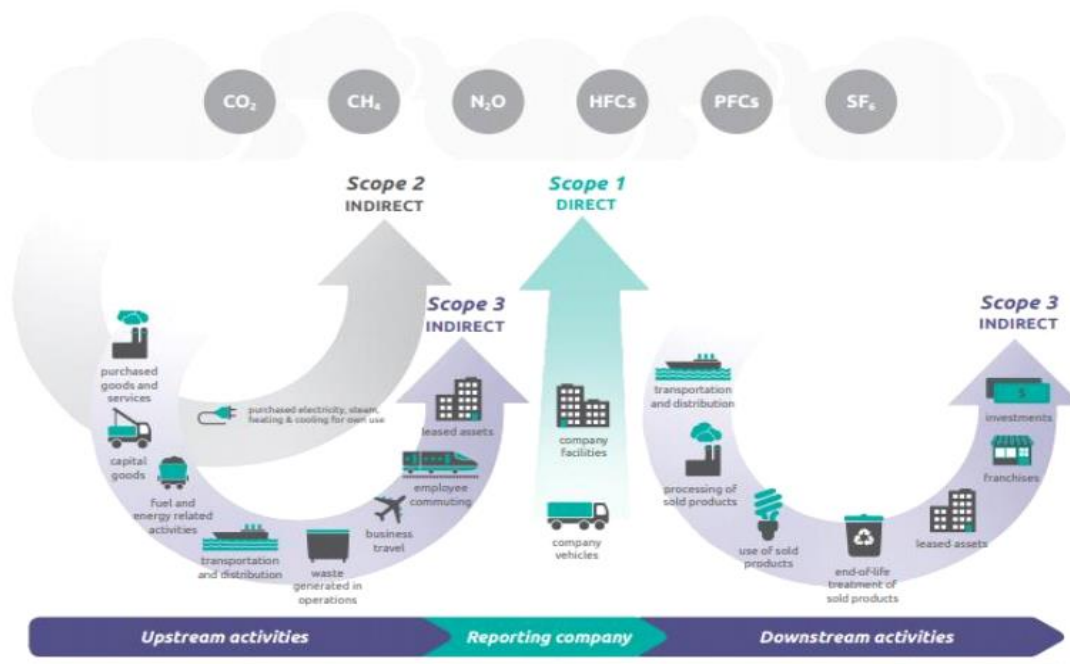 CO₂
CH₄
N₂O
HFCs
PFCs
SF₆
Scope 2
INDIRECT
Scope 1
DIRECT
Scope 3
INDIRECT
Scope 3
INDIRECT
purchased
goods and
services
capital
goods
fuel and
energy related
activities
transportation
and distribution
waste
generated in
operations
business
travel
employee
commuting
leased assets
purchased electricity, steam,
heating & cooling for own use
company
facilities
company
vehicles
transportation
and distribution
processing of
sold products
use of sold
products
end-of-life
treatment of
sold products
leased assets
franchises
investments
$
Upstream activities
Reporting company
Downstream activities